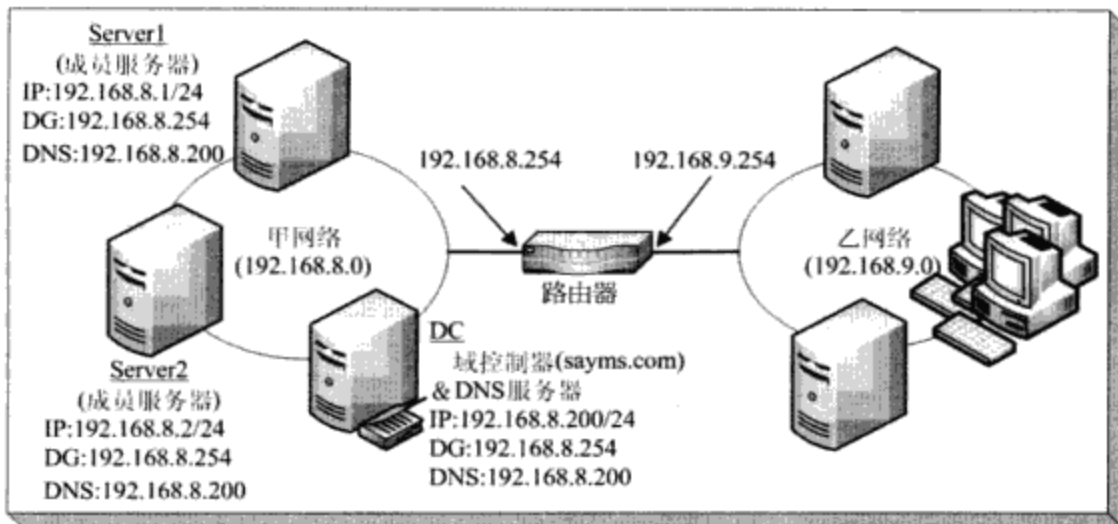 Server1
(成员服务器)
IP:192.168.8.1/24
DG:192.168.8.254
DNS:192.168.8.200
192.168.8.254
192.168.9.254
甲网络
(192.168.8.0)
路由器
乙网络
(192.168.9.0)
Server2
(成员服务器)
IP:192.168.8.2/24
DG:192.168.8.254
DNS:192.168.8.200
DC
域控制器(sayms.com)
&DNS服务器
IP:192.168.8.200/24
DG:192.168.8.254
DNS:192.168.8.200